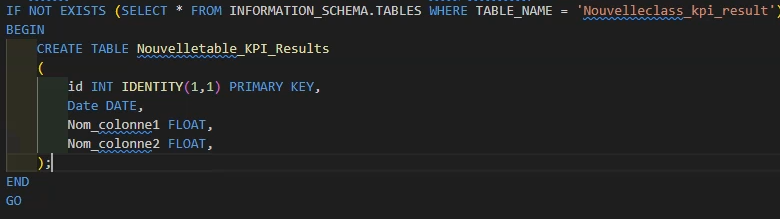 IF NOT EXISTS (SELECT * FROM INFORMATION_SCHEMA.TABLES WHERE TABLE_NAME = 'Nouvelleclass_kpi_result')
BEGIN
CREATE TABLE Nouvelletable_KPI_Results
(
id INT IDENTITY(1,1) PRIMARY KEY,
Date DATE,
Nom_colonne1 FLOAT,
Nom_colonne2 FLOAT,
);
END
GO